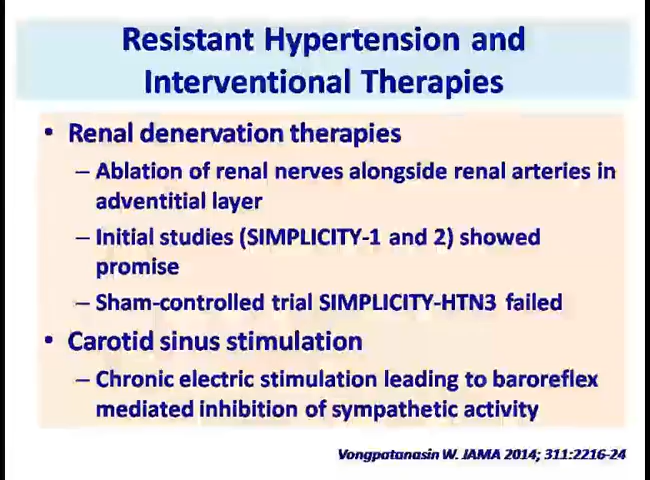 Resistant Hypertension and
Interventional Therapies
• Renal denervation therapies
– Ablation of renal nerves alongside renal arteries in
adventitial layer
– Initial studies (SIMPLICITY-1 and 2) showed
promise
– Sham-controlled trial SIMPLICITY-HTN3 failed
• Carotid sinus stimulation
– Chronic electric stimulation leading to baroreflex
mediated inhibition of sympathetic activity
Vongpatanasin W. JAMA 2014; 311:2216-24